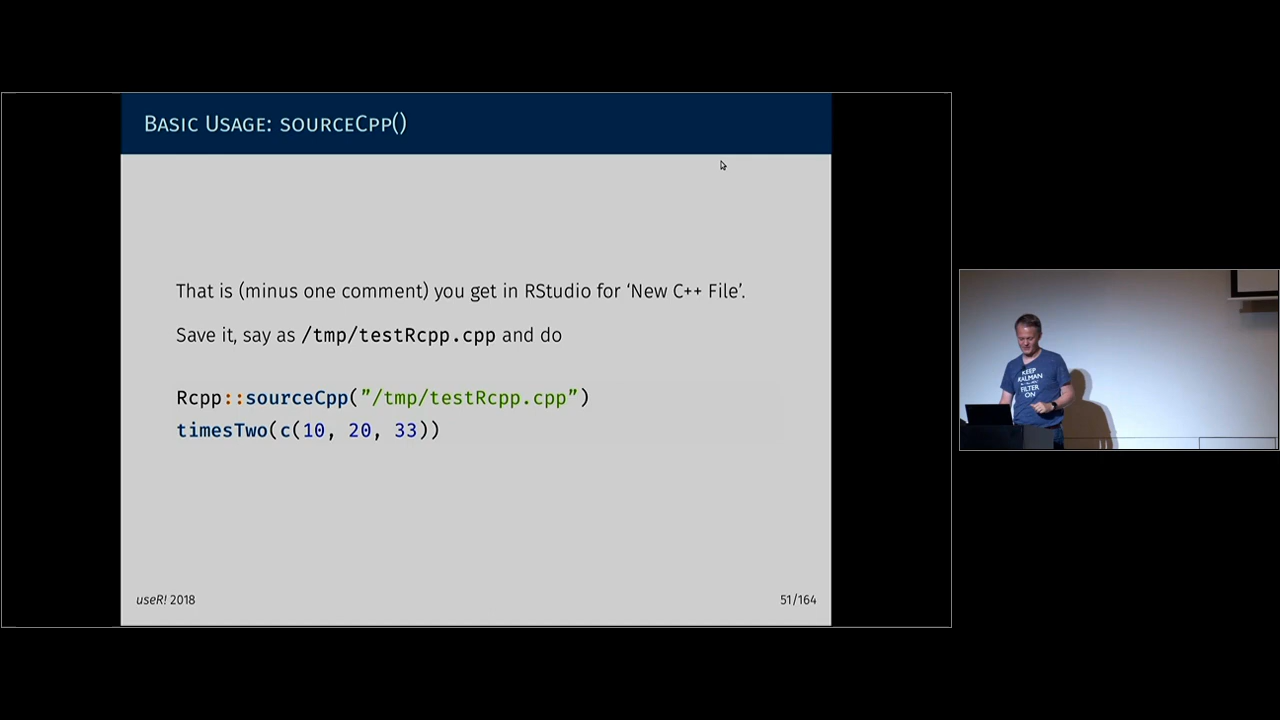 BASIC USAGE: SOURCECPP()
That is (minus one comment) you get in RStudio for ‘New C++ File’.
Save it, say as /tmp/testRcpp.cpp and do
Rcpp::sourceCpp(”/tmp/testRcpp.cpp”)
timesTwo(c(10, 20, 33))
useR! 2018
51/164
KEEP
KALMAN
FILTER
ON